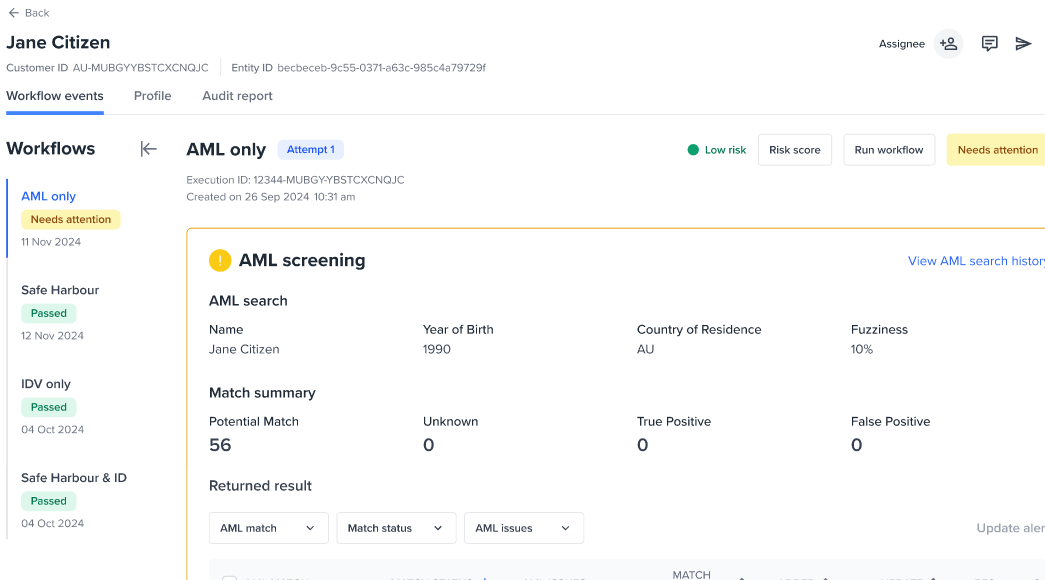 Back
Jane Citizen
Assignee
Customer ID AU-MUBGYYBSTCXCNQJC Entity ID becbeceb-9c55-0371-a63c-985c4a79729f
Workflow events Profile Audit report
Workflows
AML only
Needs attention
11 Nov 2024
Safe Harbour
Passed
12 Nov 2024
IDV only
Passed
04 Oct 2024
Safe Harbour & ID
Passed
04 Oct 2024
AML only Attempt 1 Low risk Risk score Run workflow Needs attention
Execution ID: 12344-MUBGY-YBSTCXCNQJC
Created on 26 Sep 2024 10:31 am
! AML screening View AML search history
AML search
Name Year of Birth Country of Residence Fuzziness
Jane Citizen 1990 AU 10%
Match summary
Potential Match Unknown True Positive False Positive
56 0 0 0
Returned result
AML match Match status AML issues Update aler
MATCH